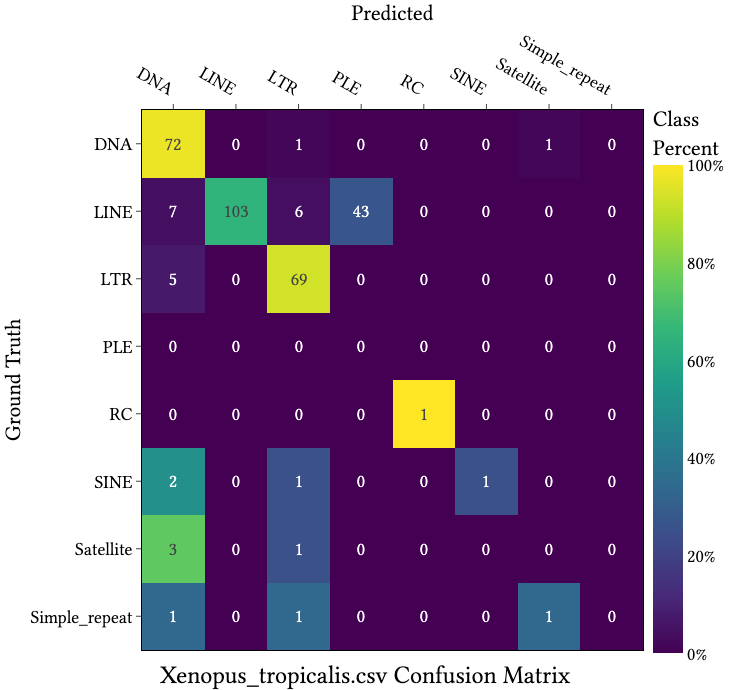 Predicted
DNA LINE LTR PLE RC SINE Satellite Simple_repeat
Class
Percent
DNA 72 0 1 0 0 0 1 0
LINE 7 103 6 43 0 0 0 0
LTR 5 0 69 0 0 0 0 0
PLE 0 0 0 0 0 0 0 0
RC 0 0 0 0 1 0 0 0
SINE 2 0 1 0 0 1 0 0
Satellite 3 0 1 0 0 0 0 0
Simple_repeat 1 0 1 0 0 0 1 0
100%
80%
60%
40%
20%
0%
Ground Truth
Xenopus_tropicalis.csv Confusion Matrix